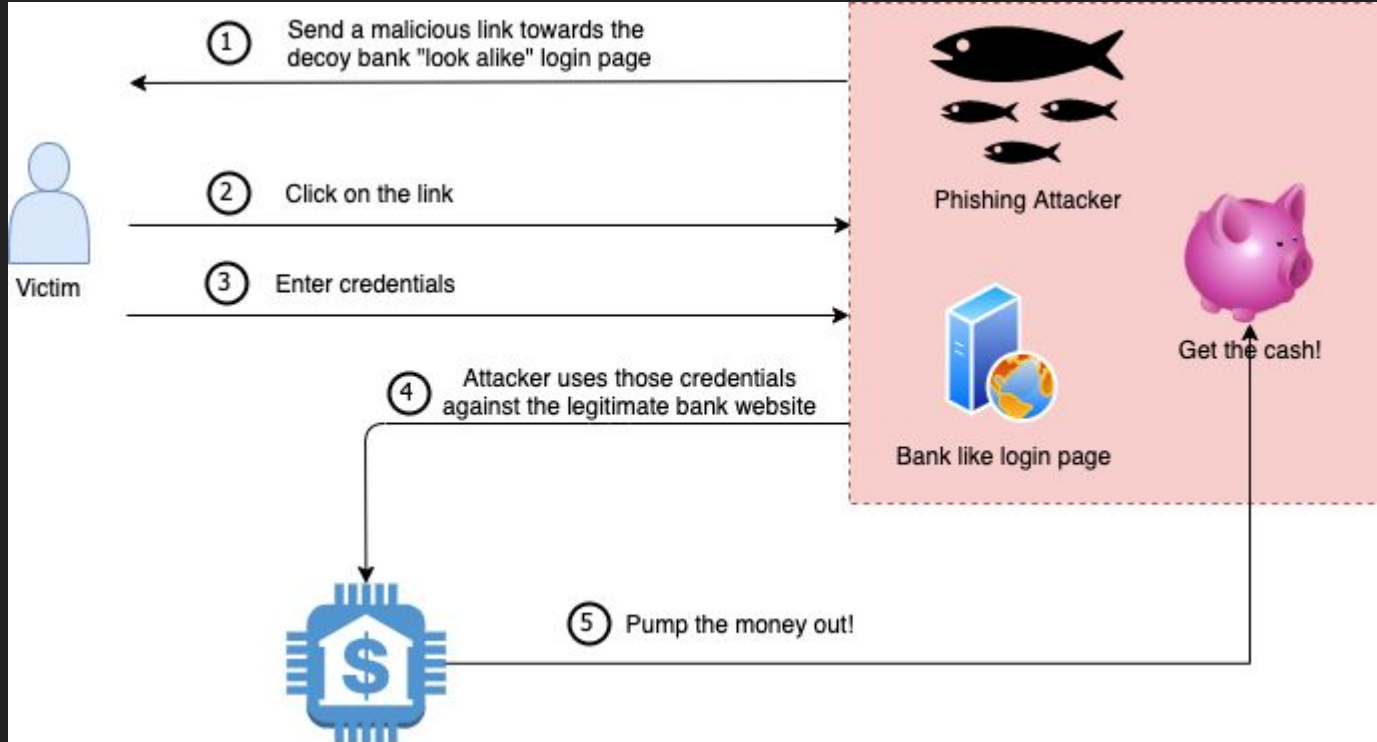 1
Send a malicious link towards the
decoy bank "look alike" login page
2
Click on the link
Phishing Attacker
Victim
3
Enter credentials
Get the cash!
4
Attacker uses those credentials
against the legitimate bank website
Bank like login page
5
Pump the money out!
$